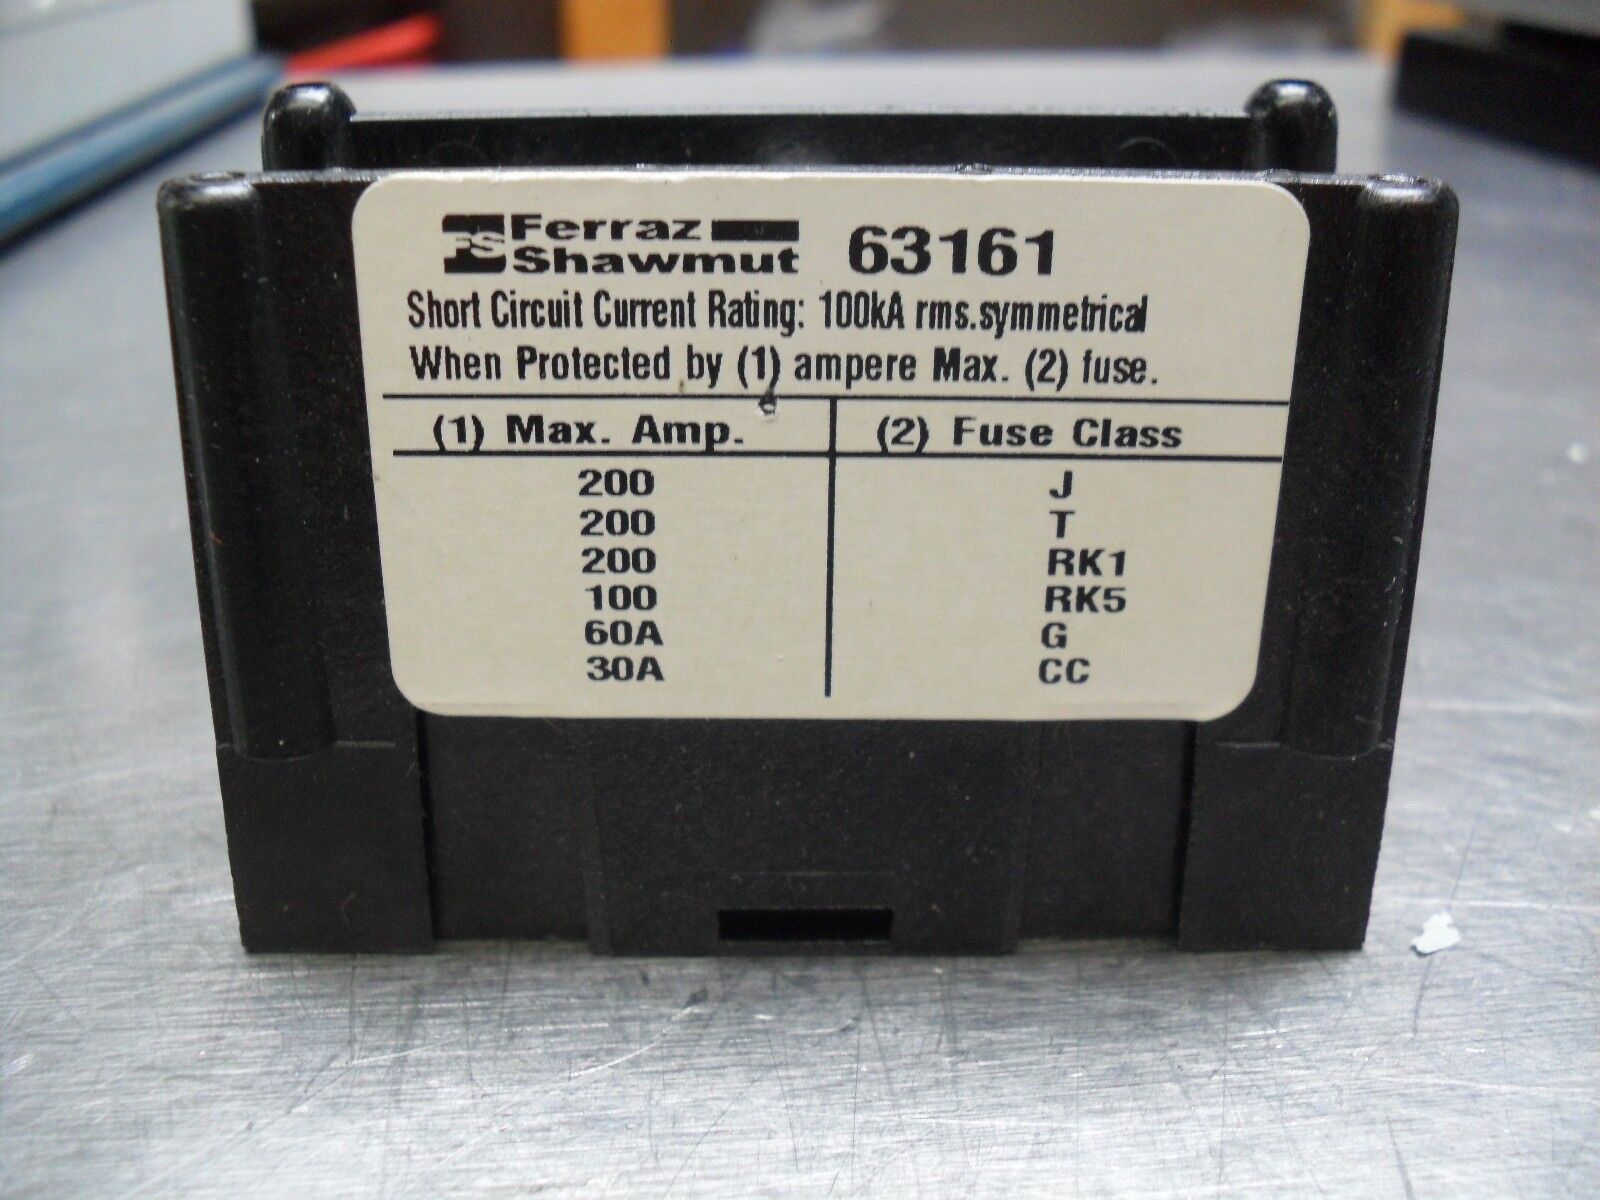 FS Ferraz Shawmut 63161
Short Circuit Current Rating: 100kA rms.symmetrical
When Protected by (1) ampere Max. (2) fuse.
(1) Max. Amp. (2) Fuse Class
200 J
200 T
200 RK1
100 RK5
60A G
30A CC